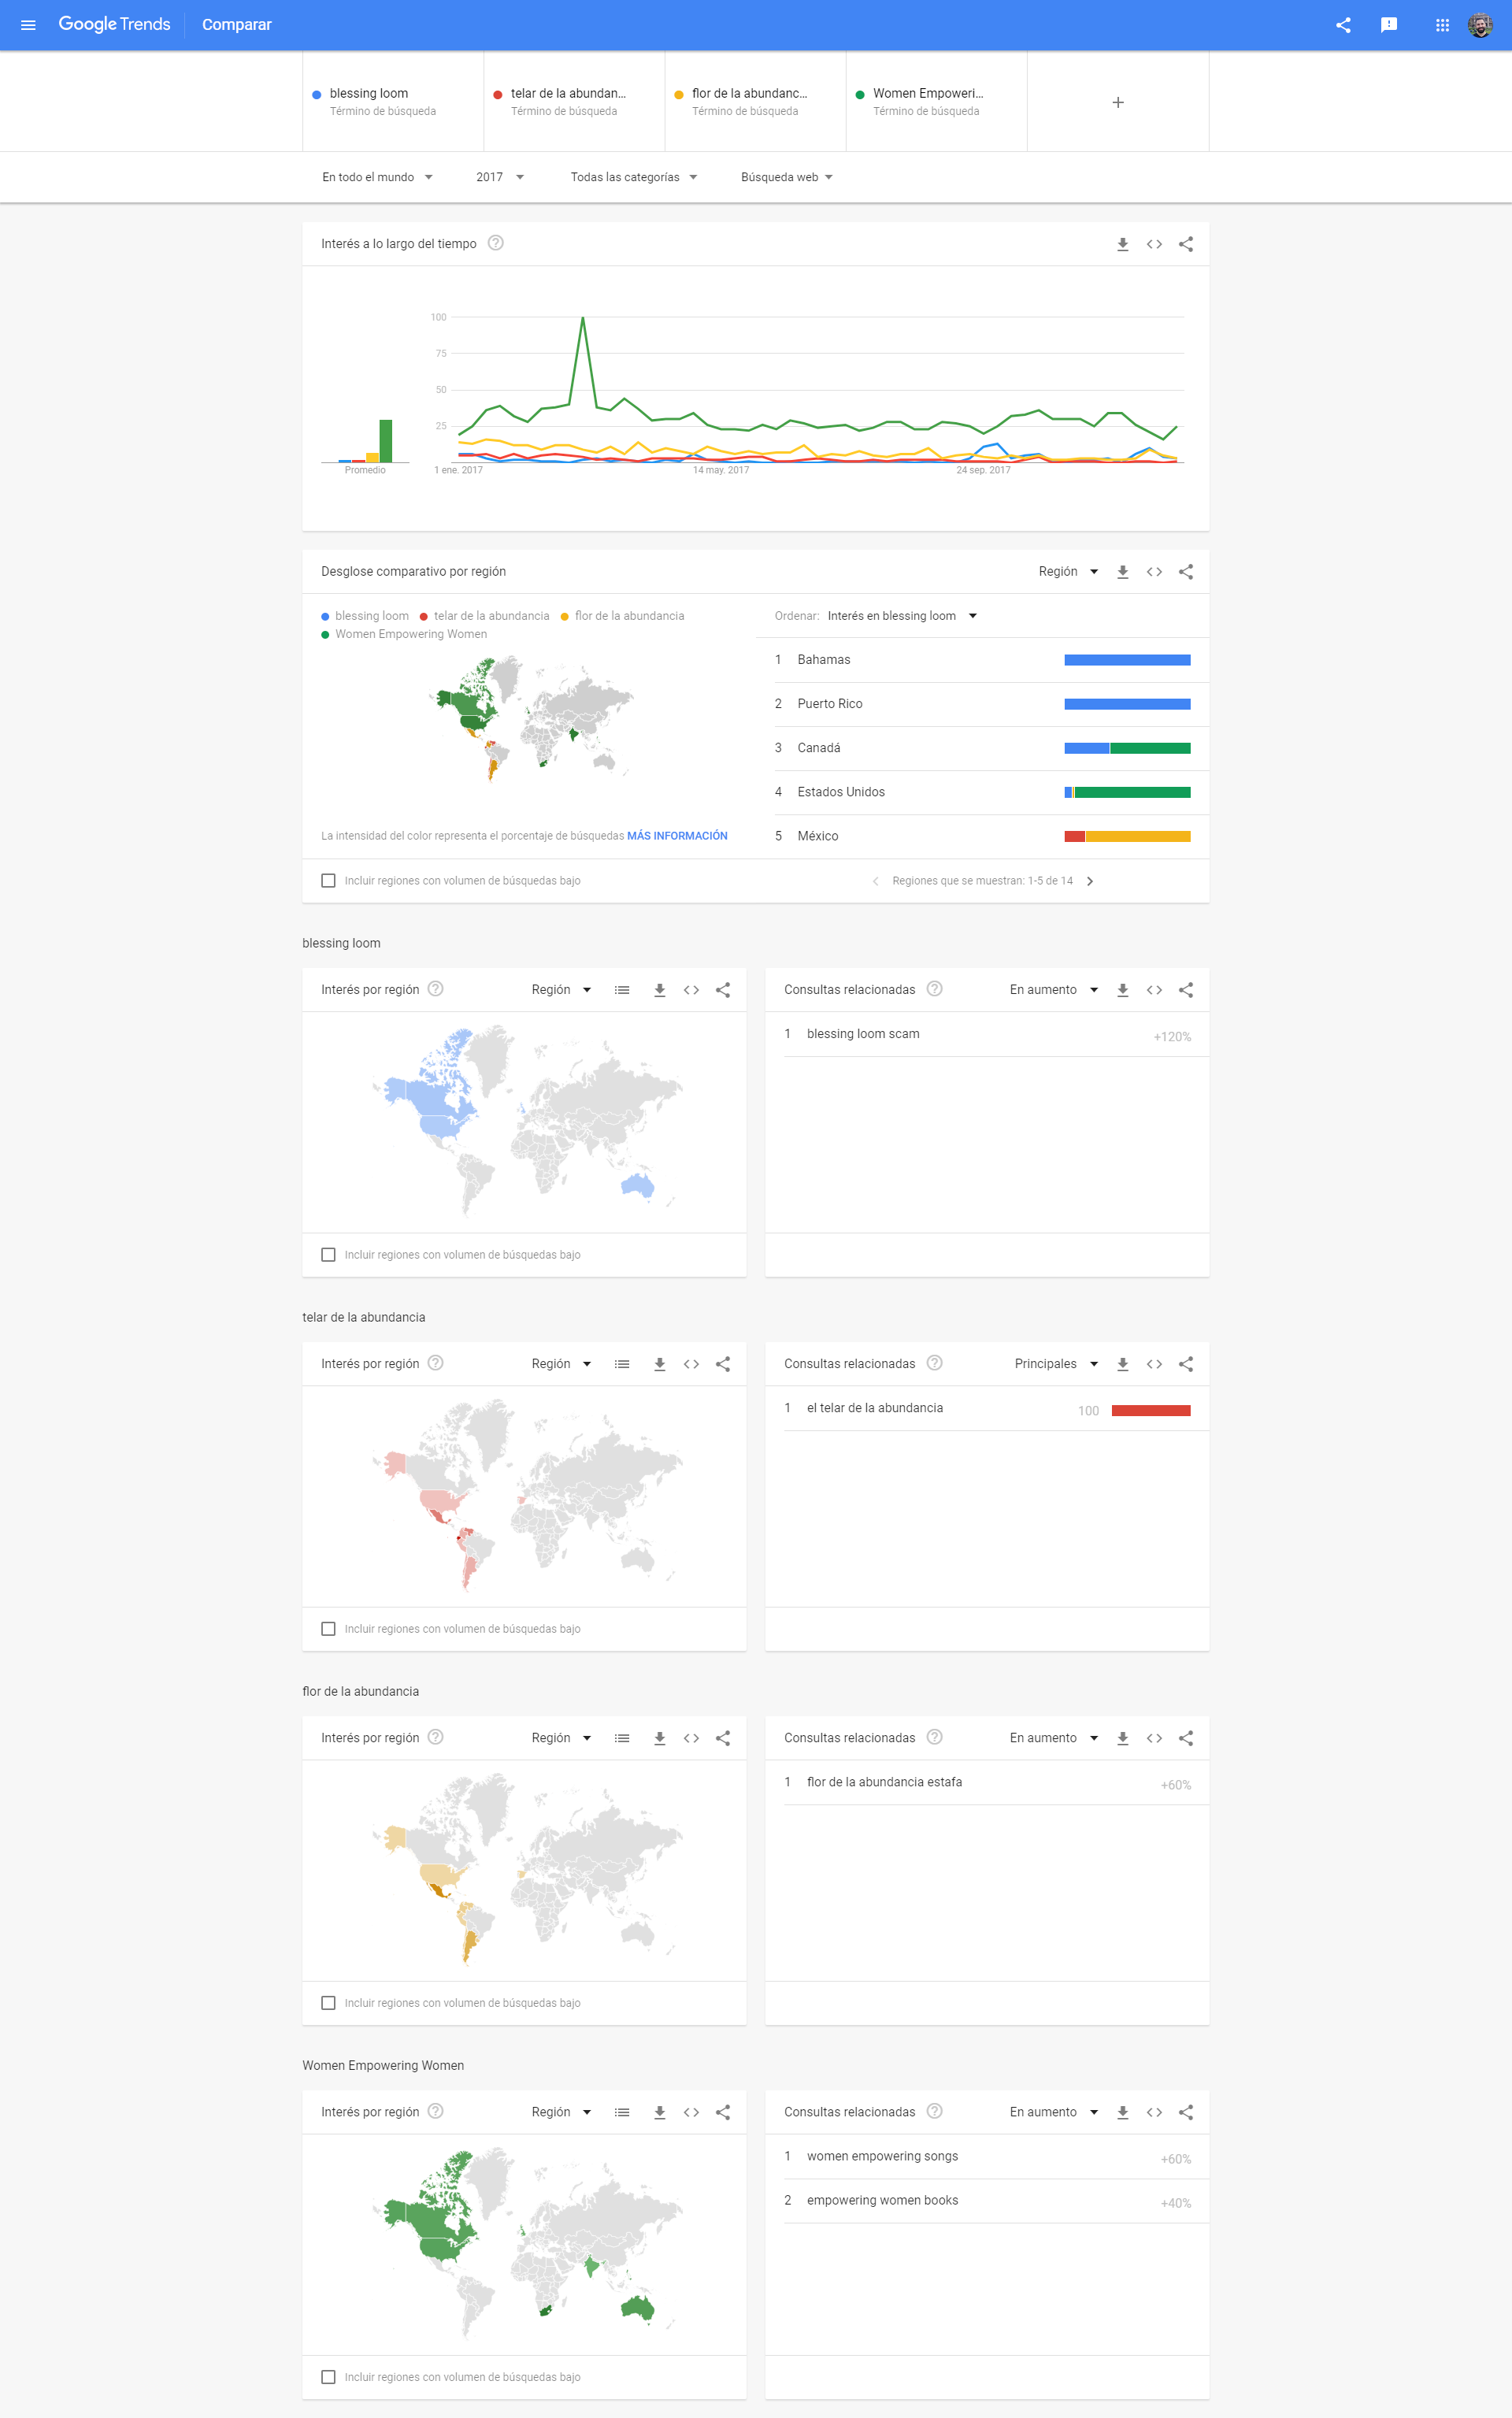 Google Trends Comparar
blessing loom
Término de búsqueda
telar de la abundan...
Término de búsqueda
flor de la abundanc...
Término de búsqueda
Women Empoweri...
Término de búsqueda
+
En todo el mundo 2017 Todas las categorías Búsqueda web
Interés a lo largo del tiempo ?
100
75
50
25
Promedio 1 ene. 2017 14 may. 2017 24 sep. 2017
Desglose comparativo por región Región
blessing loom telar de la abundancia flor de la abundancia
Women Empowering Women
Ordenar: Interés en blessing loom
1 Bahamas
2 Puerto Rico
3 Canadá
4 Estados Unidos
5 México
La intensidad del color representa el porcentaje de búsquedas MÁS INFORMACIÓN
Incluir regiones con volumen de búsquedas bajo
Regiones que se muestran: 1-5 de 14
blessing loom
Interés por región ? Región
Incluir regiones con volumen de búsquedas bajo
Consultas relacionadas ? En aumento
1 blessing loom scam +120%
telar de la abundancia
Interés por región ? Región
Incluir regiones con volumen de búsquedas bajo
Consultas relacionadas ? Principales
1 el telar de la abundancia 100
flor de la abundancia
Interés por región ? Región
Incluir regiones con volumen de búsquedas bajo
Consultas relacionadas ? En aumento
1 flor de la abundancia estafa +60%
Women Empowering Women
Interés por región ? Región
Incluir regiones con volumen de búsquedas bajo
Consultas relacionadas ? En aumento
1 women empowering songs +60%
2 empowering women books +40%